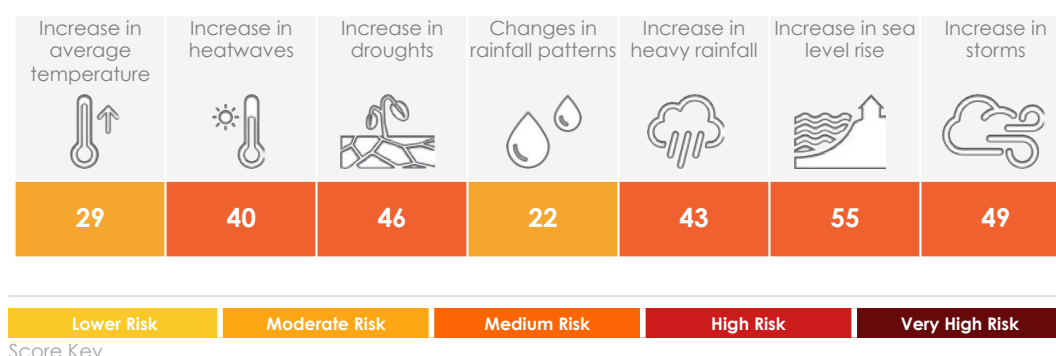 Increase in
average
temperature
Increase in
heatwaves
Increase in
droughts
Changes in
rainfall patterns
Increase in
heavy rainfall
Increase in sea
level rise
Increase in
storms
29
40
46
22
43
55
49
Lower Risk
Moderate Risk
Medium Risk
High Risk
Very High Risk
Score Key